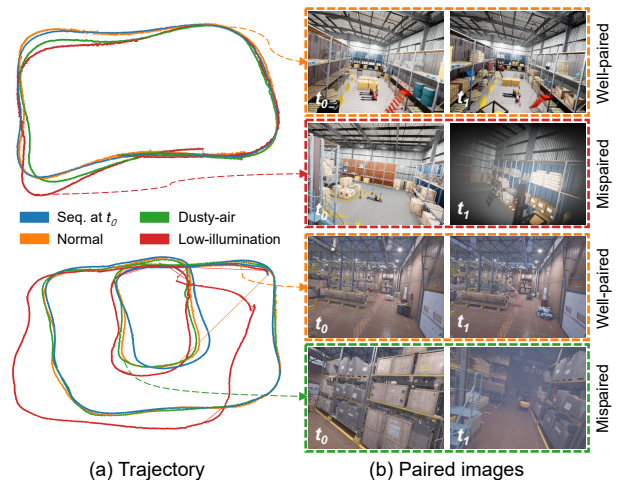 t0
t1
Well-paired
t0
t1
Mispaired
Seq. at t0
Dusty-air
Normal
Low-illumination
t0
t1
Well-paired
t0
t1
Mispaired
(a) Trajectory
(b) Paired images